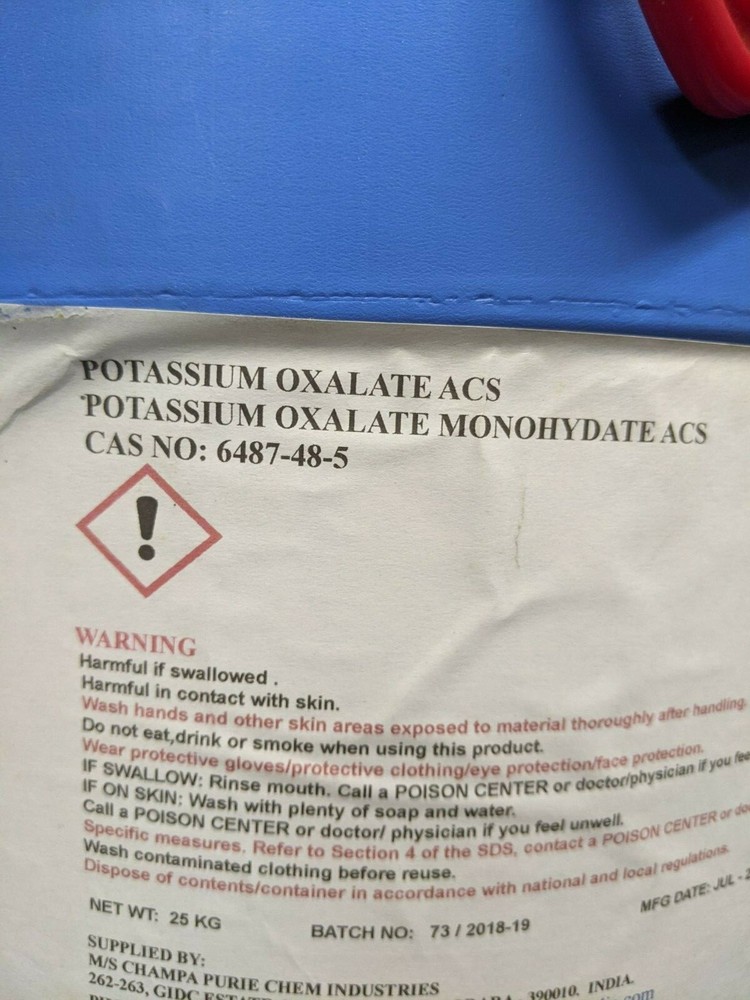 POTASSIUM OXALATE ACS
POTASSIUM OXALATE MONOHYDATE ACS
CAS NO: 6487-48-5
WARNING
Harmful if swallowed .
Harmful in contact with skin.
Wash hands and other skin areas exposed to material thoroughly after handling.
Do not eat,drink or smoke when using this product.
Wear protective gloves/protective clothing/eye protection/face protection.
IF SWALLOW: Rinse mouth. Call a POISON CENTER or doctor/physician if you
IF ON SKIN: Wash with plenty of soap and water.
Call a POISON CENTER or doctor/ physician if you feel unwell.
Specific measures. Refer to Section 4 of the SDS, contact a POISON CENTER or
Wash contaminated clothing before reuse.
Dispose of contents/container in accordance with national and local regulations.
NET WT: 25 KG BATCH NO: 73 / 2018-19 MFG DATE: JUL -
SUPPLIED BY:
M/S CHAMPA PURIE CHEM INDUSTRIES
262-263, GIDC 390010. INDIA.